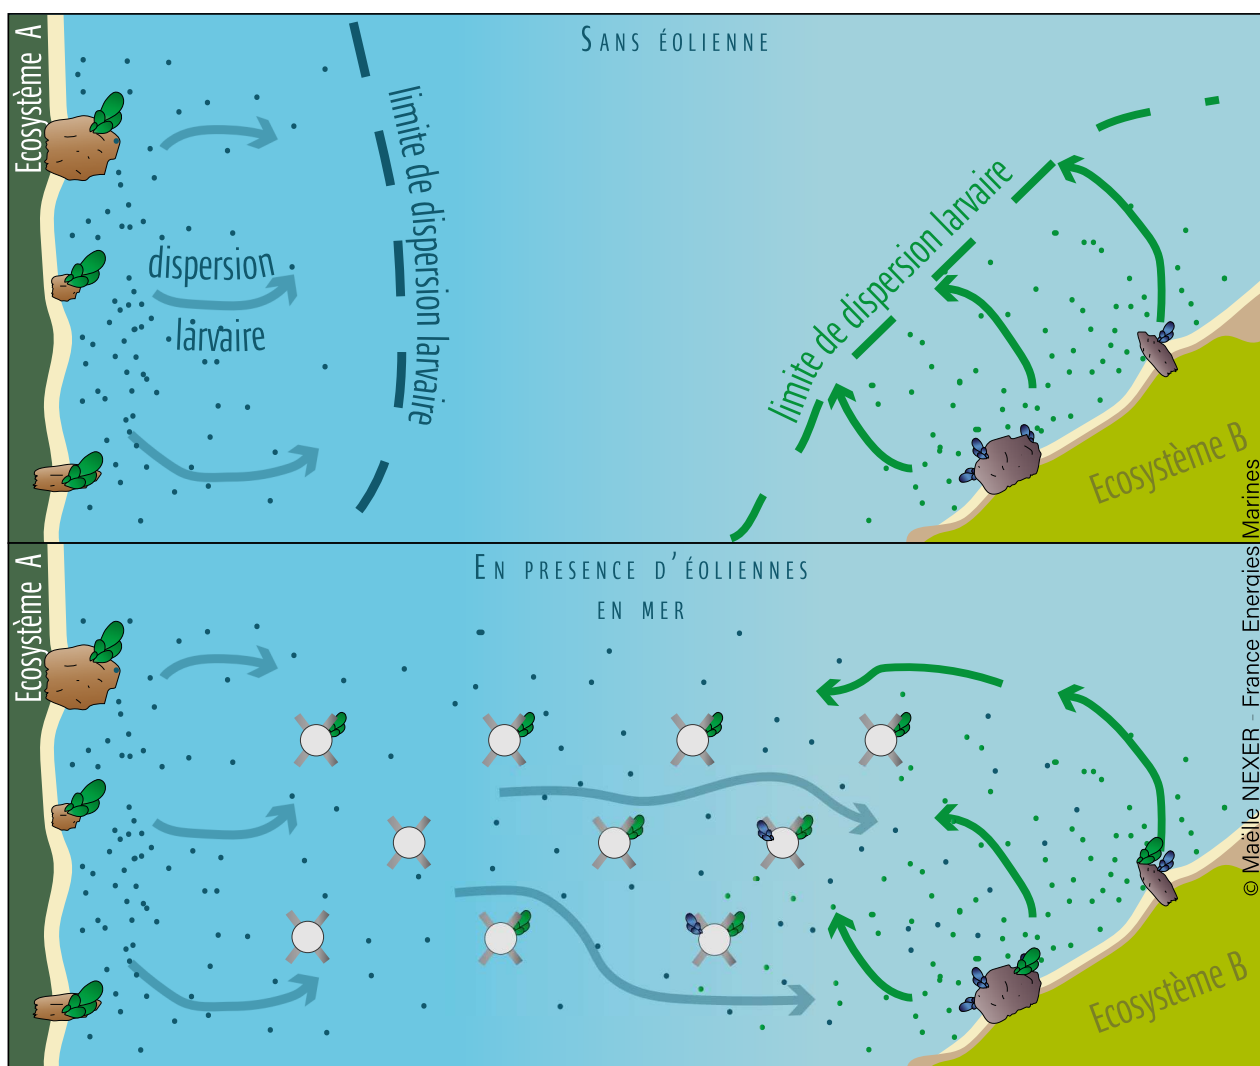 SANS ÉOLIENNE
Ecosystème A
limite de dispersion larvaire
dispersion
larvaire
limite de dispersion larvaire
Ecosystème B
EN PRESENCE D'ÉOLIENNES
EN MER
Ecosystème A
Ecosystème B
© Maëlle NEXER - France Energies Marines